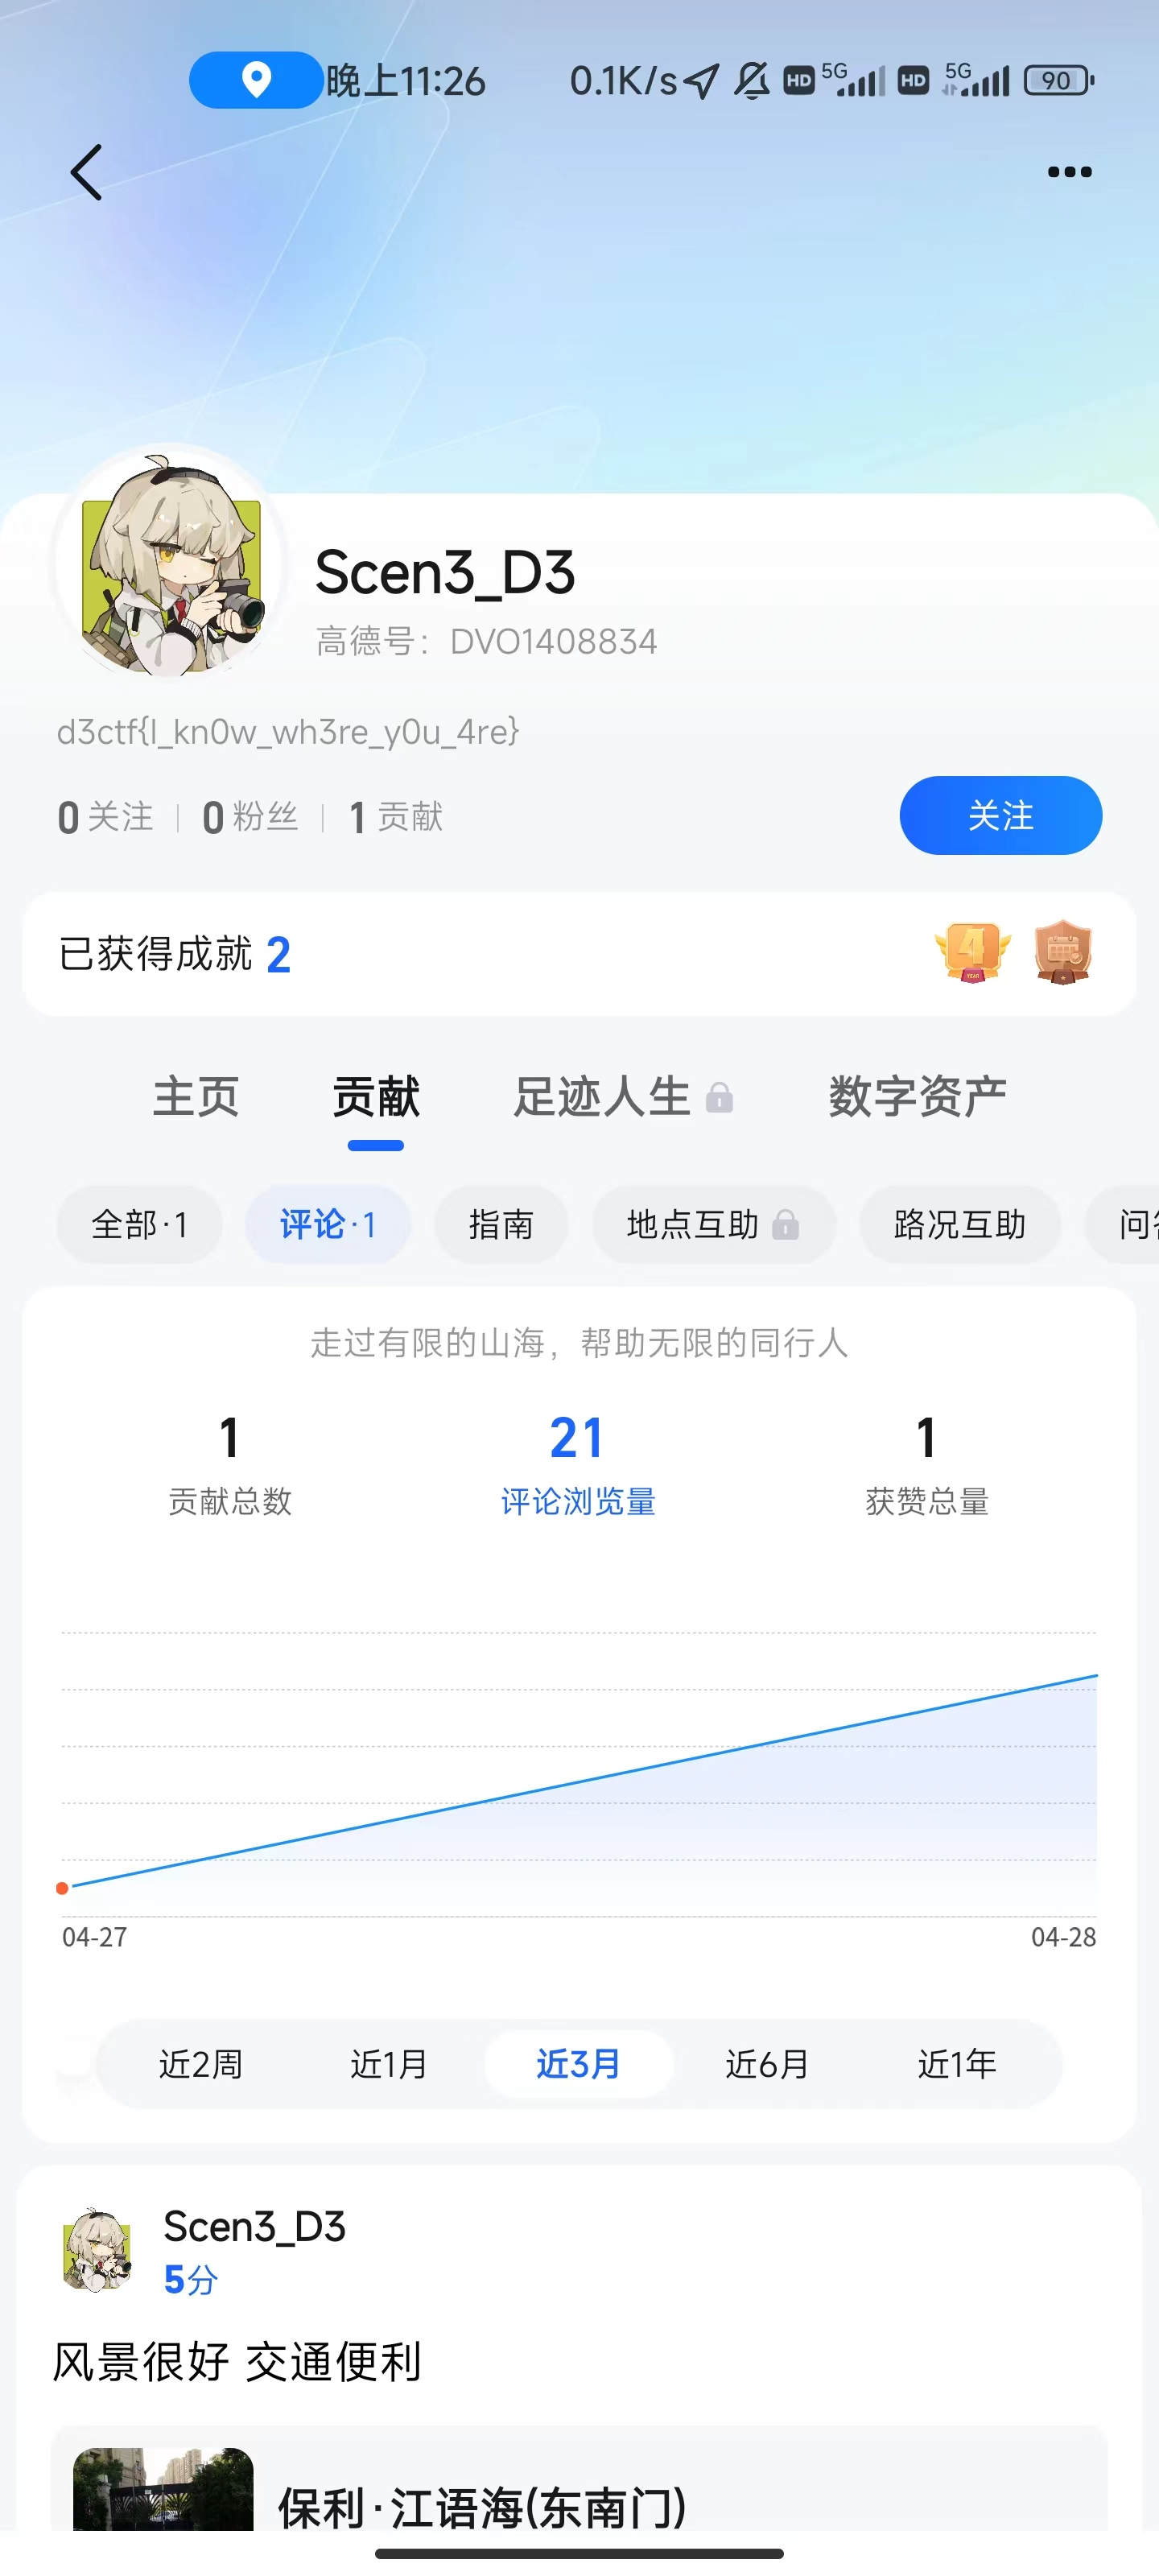 晚上11:26 0.1K/s HD 5G HD 5G 90
Scen3_D3
高德号：DVO1408834
d3ctf{I_kn0w_wh3re_y0u_4re}
0 关注 0 粉丝 1 贡献 关注
已获得成就 2 4 YEAR
主页 贡献 足迹人生 数字资产
全部·1 评论·1 指南 地点互助 路况互助 问
走过有限的山海，帮助无限的同行人
1 21 1
贡献总数 评论浏览量 获赞总量
04-27 04-28
近2周 近1月 近3月 近6月 近1年
Scen3_D3
5分
风景很好 交通便利
保利·江语海(东南门)